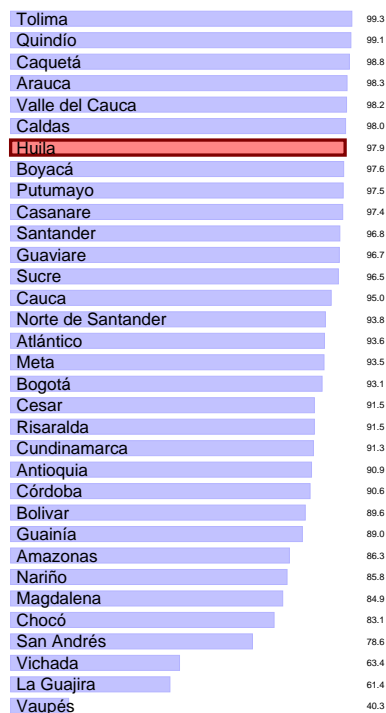 Tolima 99.3
Quindío 99.1
Caquetá 98.8
Arauca 98.3
Valle del Cauca 98.2
Caldas 98.0
Huila 97.9
Boyacá 97.6
Putumayo 97.5
Casanare 97.4
Santander 96.8
Guaviare 96.7
Sucre 96.5
Cauca 95.0
Norte de Santander 93.8
Atlántico 93.6
Meta 93.5
Bogotá 93.1
Cesar 91.5
Risaralda 91.5
Cundinamarca 91.3
Antioquia 90.9
Córdoba 90.6
Bolivar 89.6
Guainía 89.0
Amazonas 86.3
Nariño 85.8
Magdalena 84.9
Chocó 83.1
San Andrés 78.6
Vichada 63.4
La Guajira 61.4
Vaupés 40.3